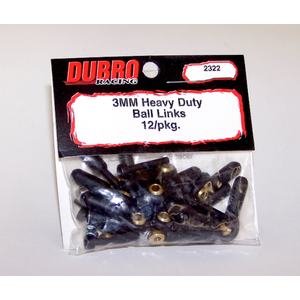 DUBRO
RACING
2322
3MM Heavy Duty
Ball Links
12/pkg.